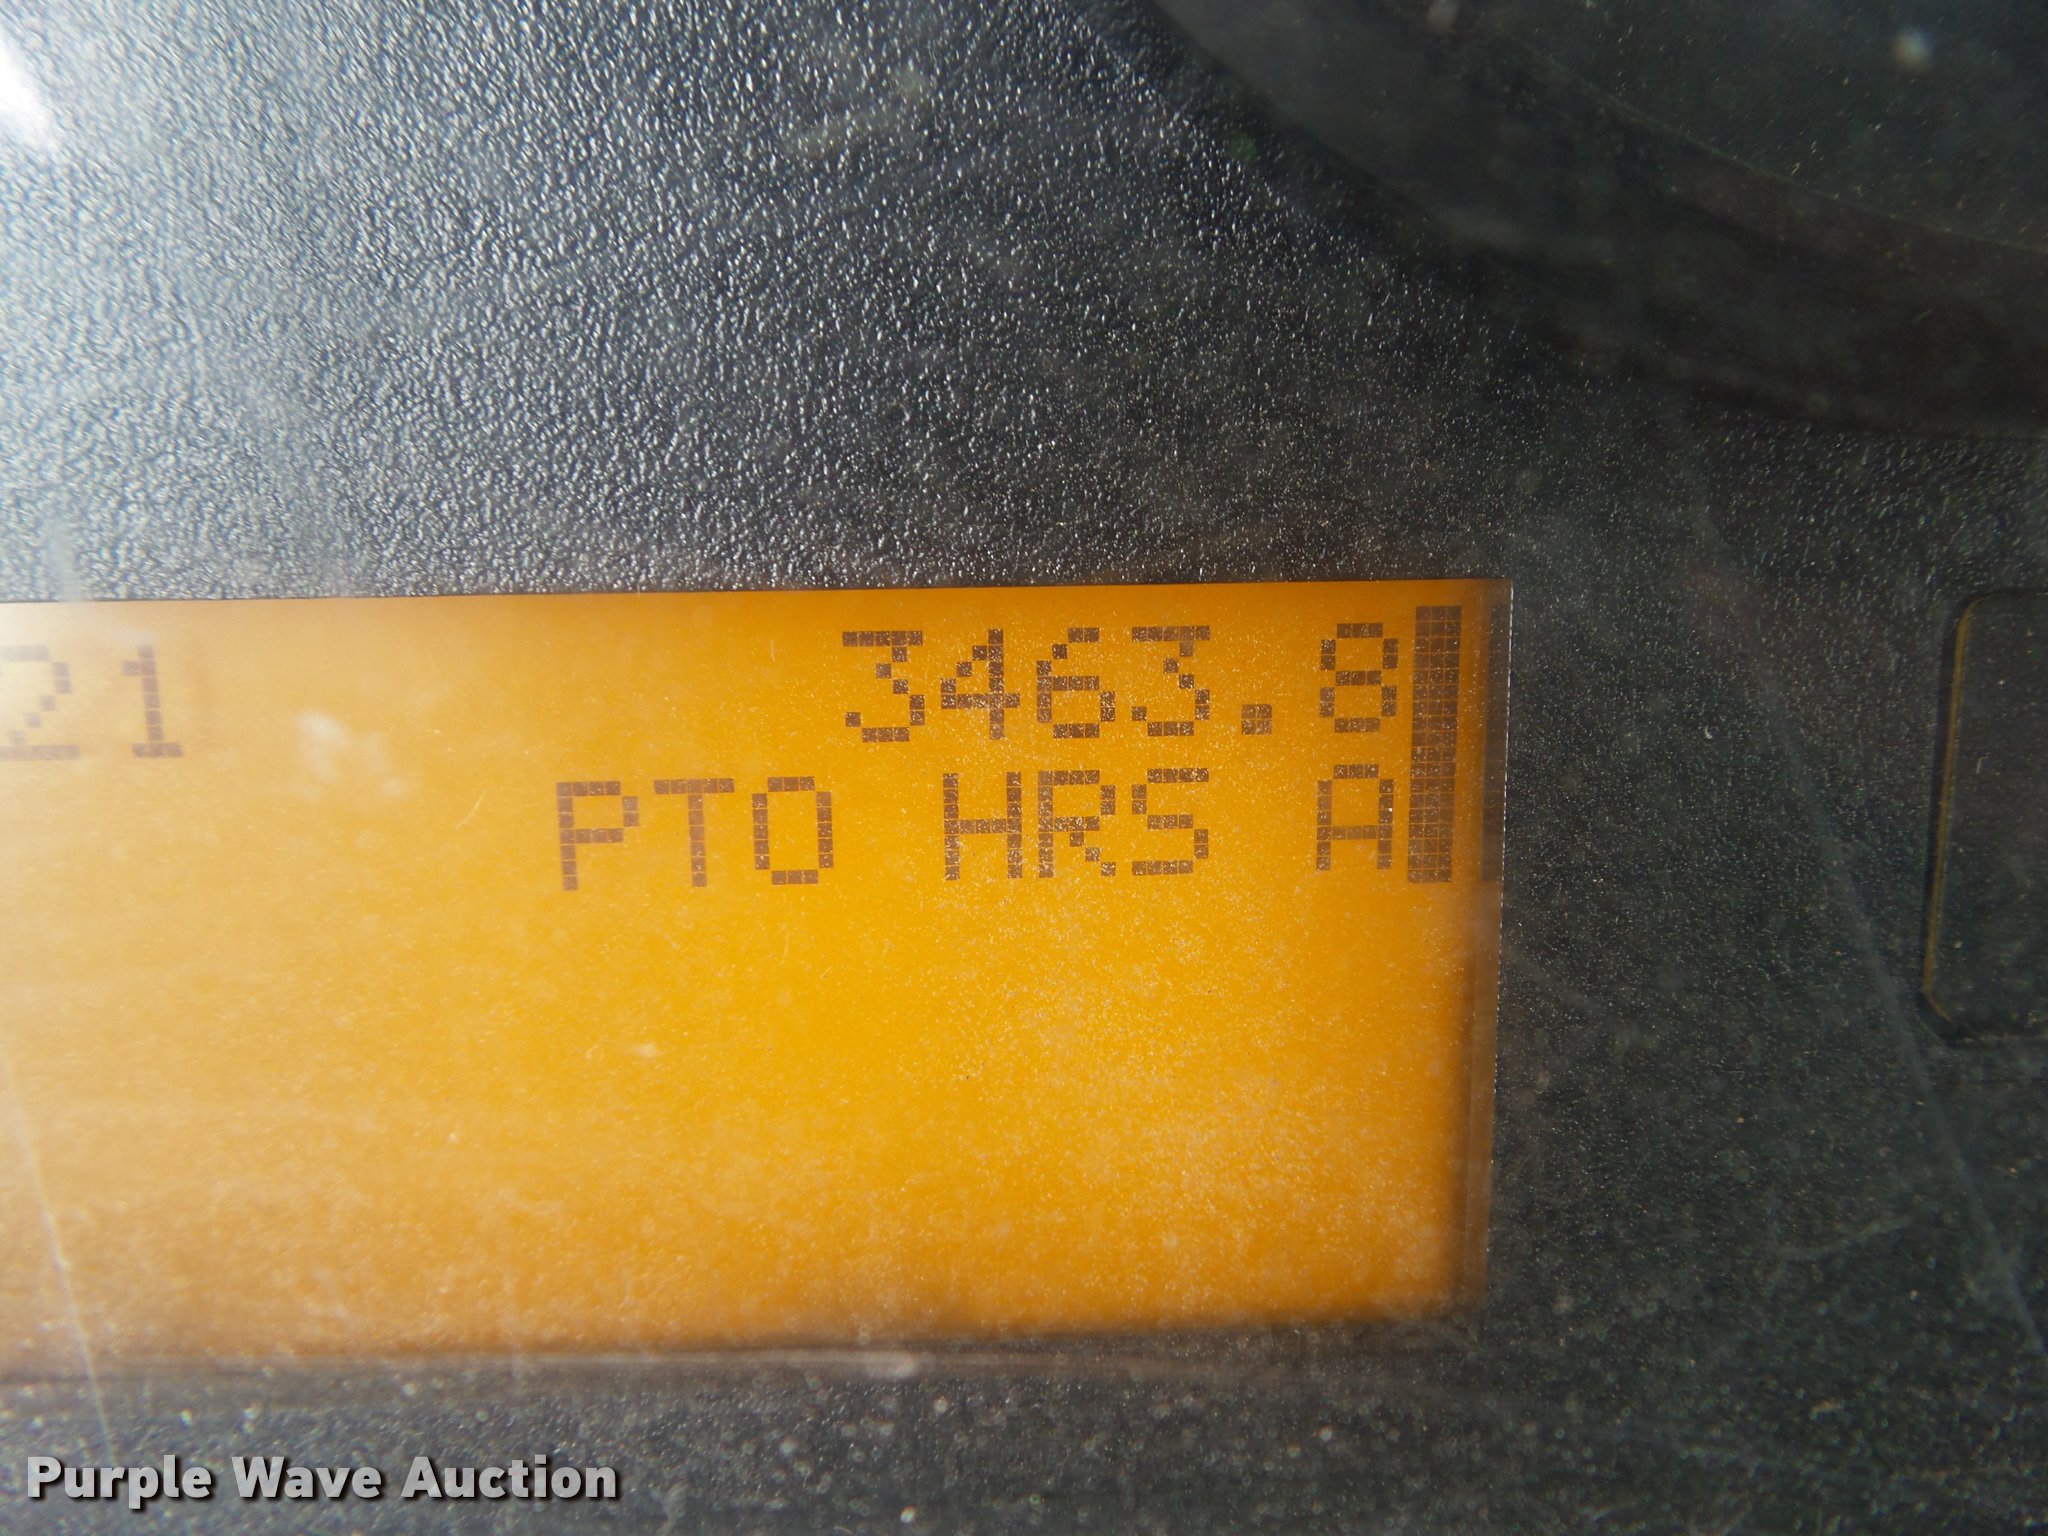 21 3463.8
PTO HRS A
Purple Wave Auction